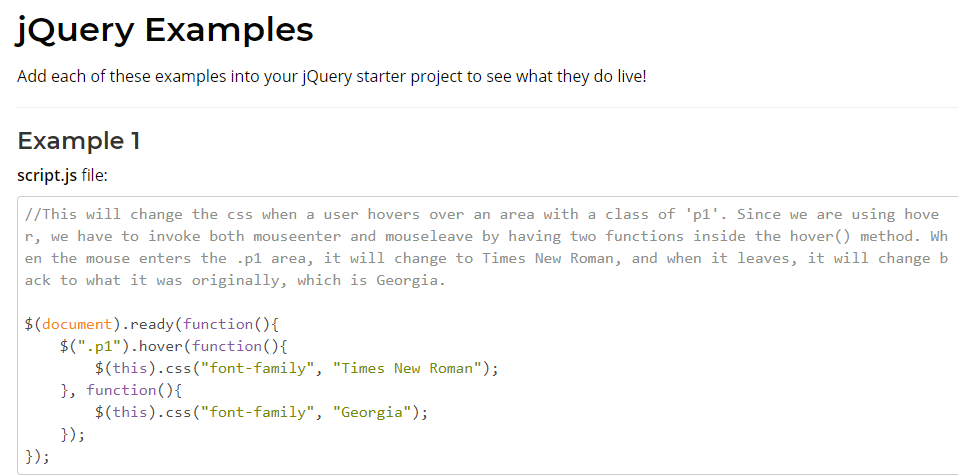 jQuery Examples
Add each of these examples into your jQuery starter project to see what they do live!
Example 1
script.js file:
//This will change the css when a user hovers over an area with a class of 'p1'. Since we are using hove
r, we have to invoke both mouseenter and mouseleave by having two functions inside the hover() method. Wh
en the mouse enters the .p1 area, it will change to Times New Roman, and when it leaves, it will change b
ack to what it was originally, which is Georgia.
$(document).ready(function(){
    $(".p1").hover(function(){
        $(this).css("font-family", "Times New Roman");
    }, function(){
        $(this).css("font-family", "Georgia");
    });
});